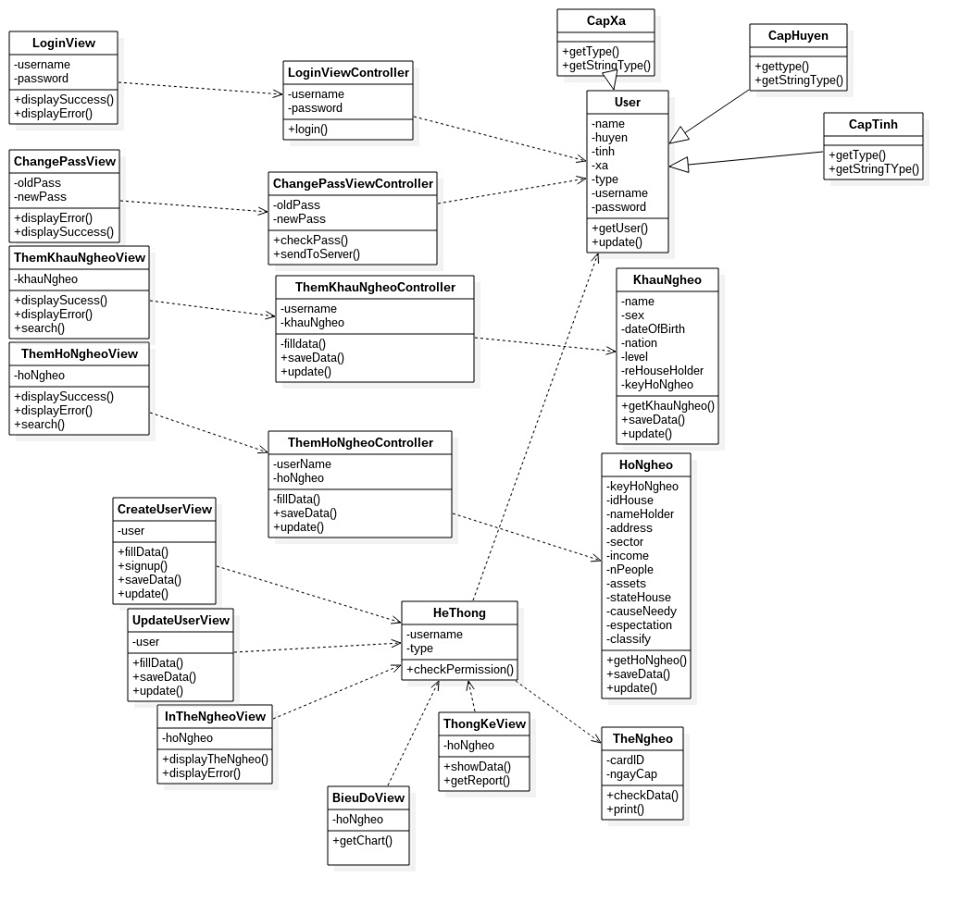 LoginView
-username
-password
+displaySuccess()
+displayError()
LoginViewController
-username
-password
+login()
CapXa
+getType()
+getStringType()
CapHuyen
+gettype()
+getStringType()
CapTinh
+getType()
+getStringTYpe()
User
-name
-huyen
-tinh
-xa
-type
-username
-password
+getUser()
+update()
ChangePassView
-oldPass
-newPass
+displayError()
+displaySuccess()
ChangePassViewController
-oldPass
-newPass
+checkPass()
+sendToServer()
ThemKhauNgheoView
-khauNgheo
+displaySucess()
+displayError()
+search()
ThemKhauNgheoController
-username
-khauNgheo
-filldata()
+saveData()
+update()
KhauNgheo
-name
-sex
-dateOfBirth
-nation
-level
-reHouseHolder
-keyHoNgheo
+getKhauNgheo()
+saveData()
+update()
ThemHoNgheoView
-hoNgheo
+displaySuccess()
+displayError()
+search()
ThemHoNgheoController
-userName
-hoNgheo
-fillData()
+saveData()
+update()
HoNgheo
-keyHoNgheo
-idHouse
-nameHolder
-address
-sector
-income
-nPeople
-assets
-stateHouse
-causeNeedy
-espectation
-classify
+getHoNgheo()
+saveData()
+update()
CreateUserView
-user
+fillData()
+signup()
+saveData()
+update()
UpdateUserView
-user
+fillData()
+saveData()
+update()
HeThong
-username
-type
+checkPermission()
InTheNgheoView
-hoNgheo
+displayTheNgheo()
+displayError()
ThongKeView
-hoNgheo
+showData()
+getReport()
TheNgheo
-cardID
-ngayCap
+checkData()
+print()
BieuDoView
-hoNgheo
+getChart()